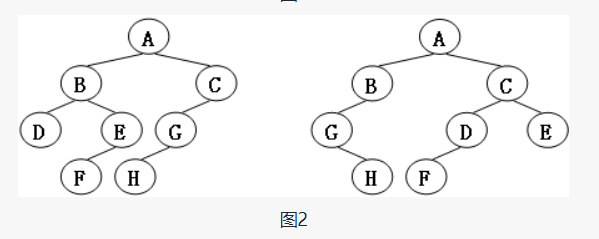 A A
B C B C
D E G G D E
F H H F
图2